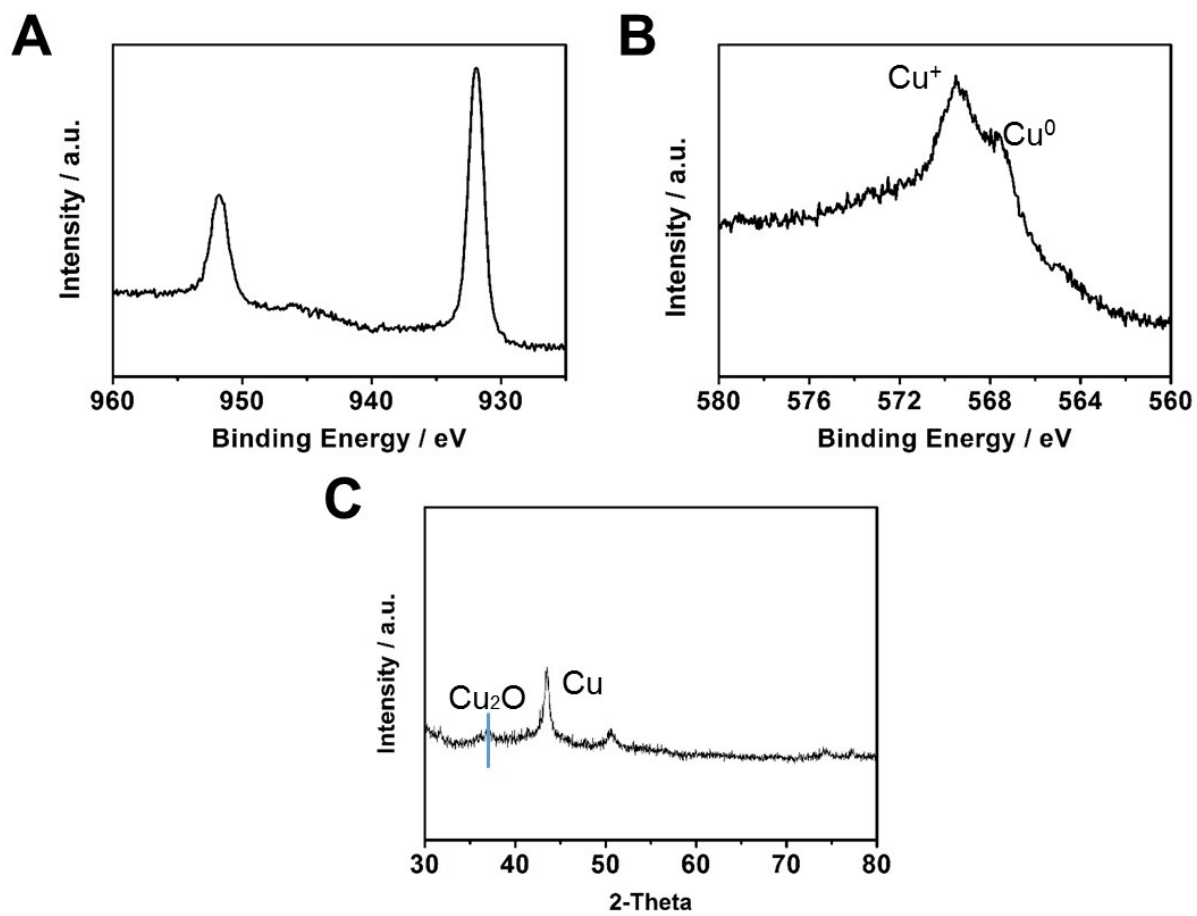 A
Intensity / a.u.
960 950 940 930
Binding Energy / eV
B
Cu⁺
Cu⁰
Intensity / a.u.
580 576 572 568 564 560
Binding Energy / eV
C
Cu₂O
Cu
Intensity / a.u.
30 40 50 60 70 80
2-Theta